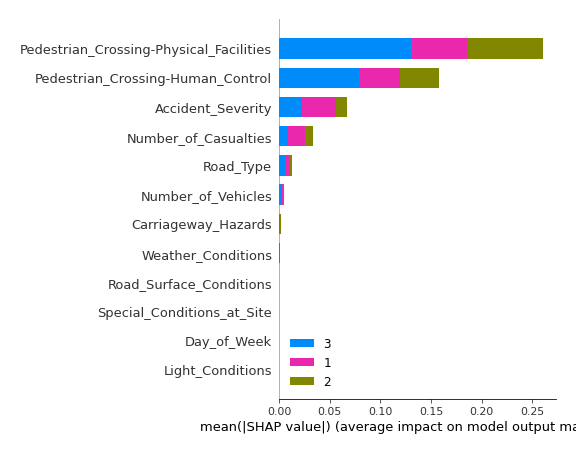 Pedestrian_Crossing-Physical_Facilities
Pedestrian_Crossing-Human_Control
Accident_Severity
Number_of_Casualties
Road_Type
Number_of_Vehicles
Carriageway_Hazards
Weather_Conditions
Road_Surface_Conditions
Special_Conditions_at_Site
Day_of_Week
Light_Conditions
3
1
2
0.00 0.05 0.10 0.15 0.20 0.25
mean(|SHAP value|) (average impact on model output ma